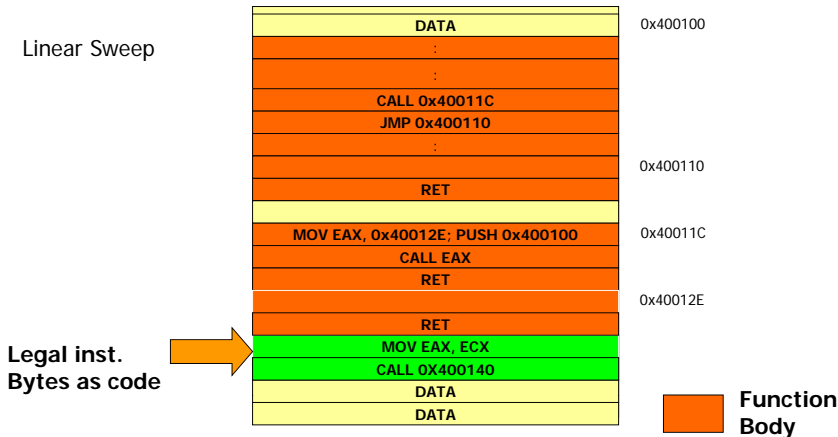 Linear Sweep
DATA
0x400100
:
:
CALL 0x40011C
JMP 0x400110
:
0x400110
RET
MOV EAX, 0x40012E; PUSH 0x400100
0x40011C
CALL EAX
RET
0x40012E
RET
Legal inst.
Bytes as code
MOV EAX, ECX
CALL 0X400140
DATA
DATA
Function
Body